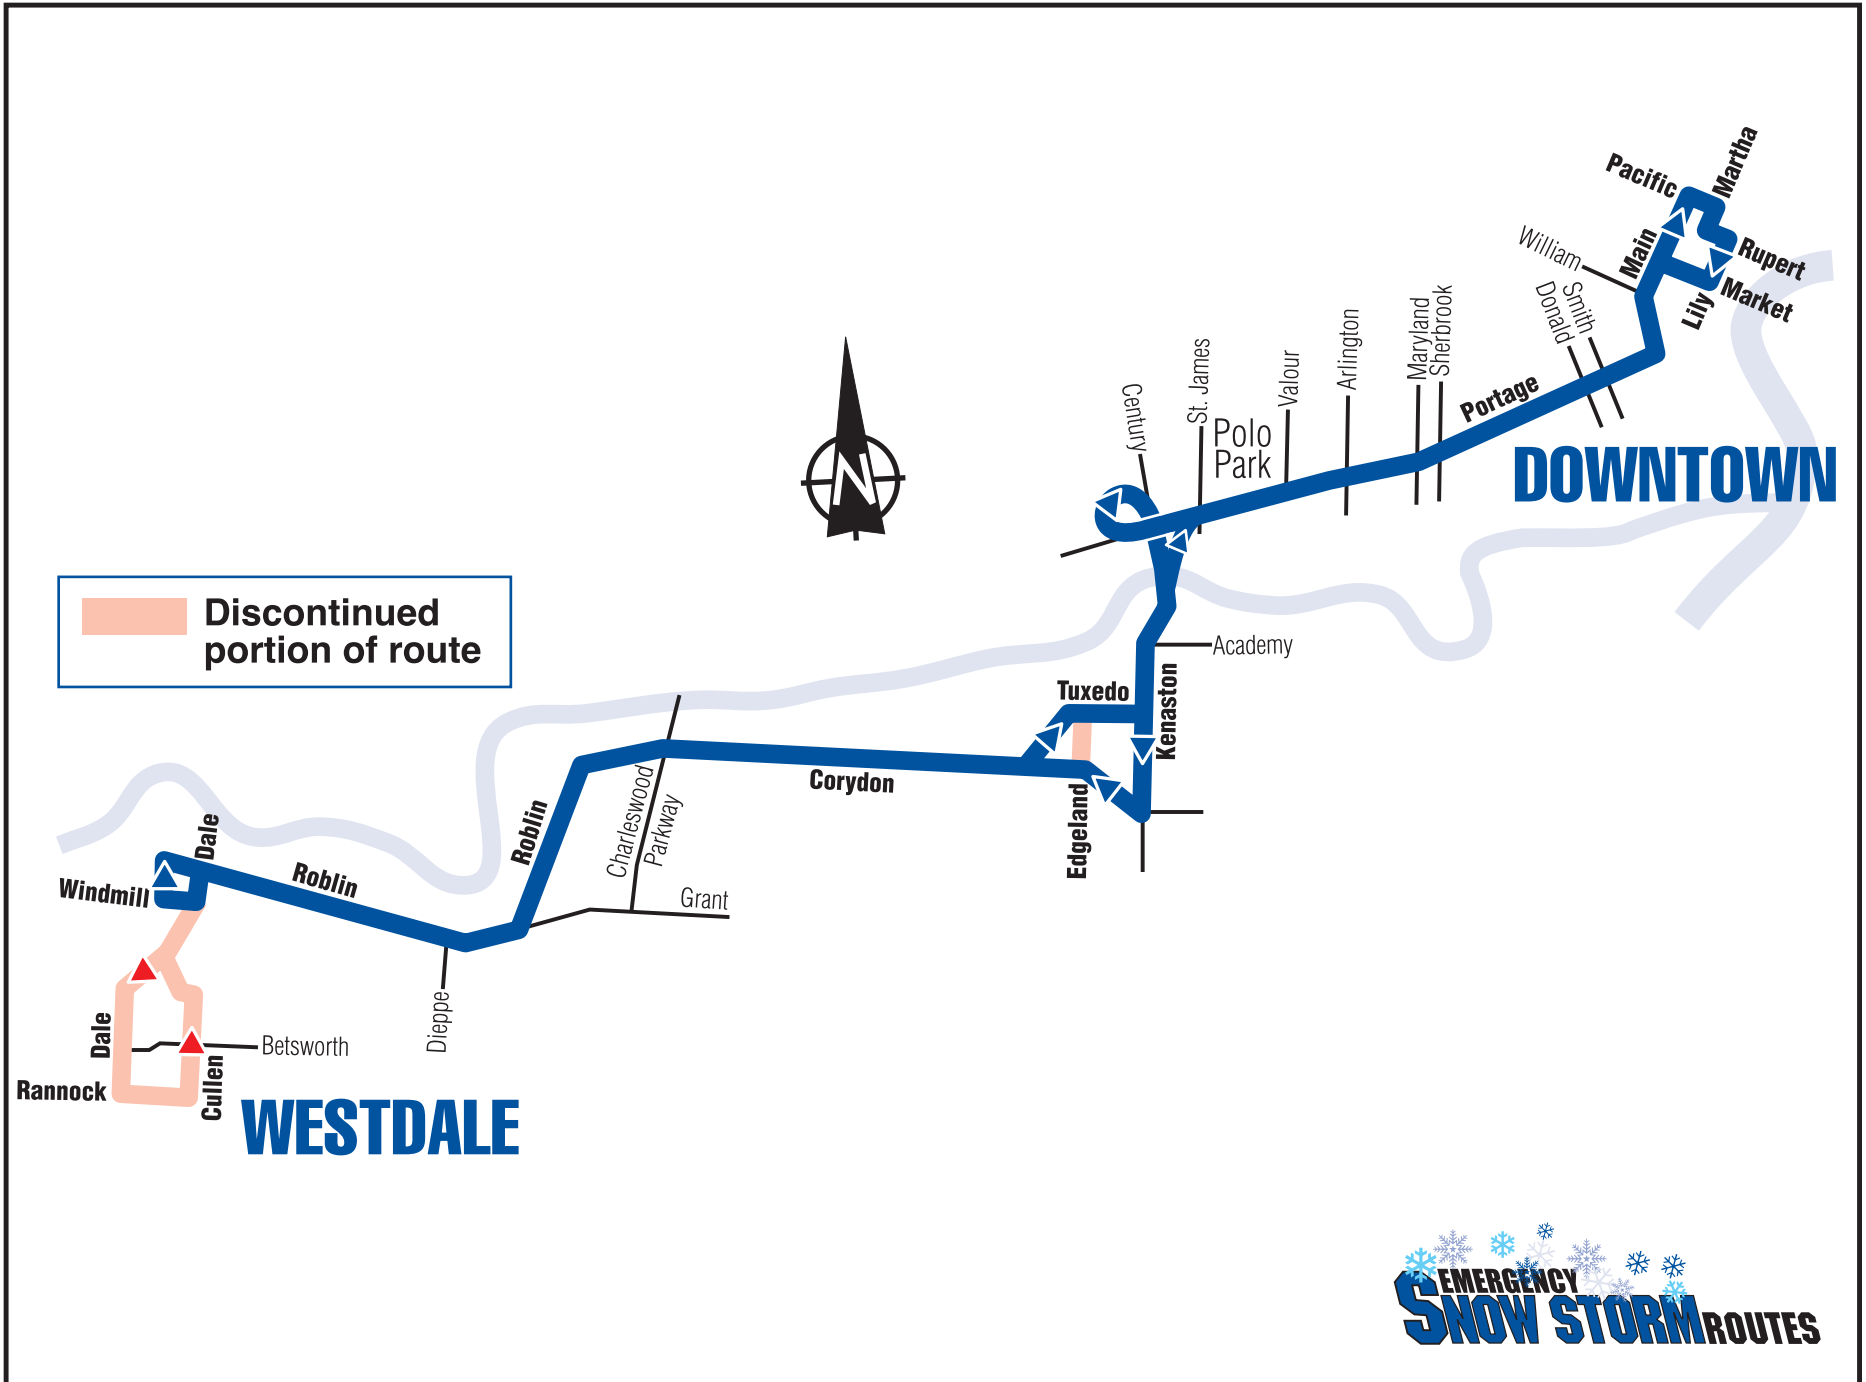 Martha
Pacific
William
Main
Rupert
Market
Lily
Smith
Donald
Sherbrook
Maryland
Arlington
Valour
St. James
Century
Portage
Polo
Park
DOWNTOWN
N
Discontinued
portion of route
Academy
Tuxedo
Kenaston
Corydon
Edgeland
Charleswood
Parkway
Roblin
Grant
Dale
Windmill
Roblin
Dieppe
Dale
Betsworth
Rannock
Cullen
WESTDALE
EMERGENCY
SNOW STORM ROUTES